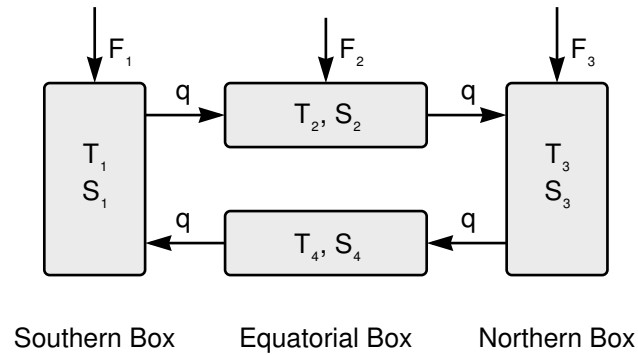 F₁ F₂ F₃
q q
T₁ S₁
T₂, S₂
T₃ S₃
q q
T₄, S₄
Southern Box Equatorial Box Northern Box